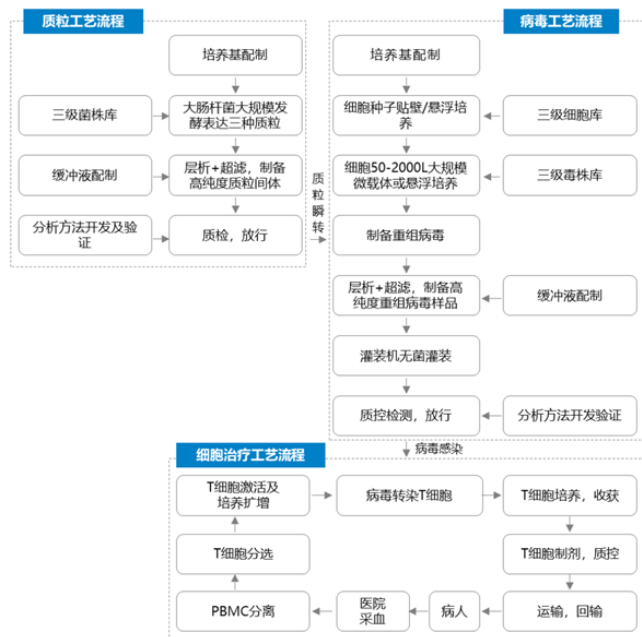 质粒工艺流程
培养基配制
三级菌株库
大肠杆菌大规模发
酵表达三种质粒
缓冲液配制
层析+超滤，制备
高纯度质粒间体
分析方法开发及验
证
质检，放行
质
粒
瞬
转
病毒工艺流程
培养基配制
细胞种子贴壁/悬浮培
养
三级细胞库
细胞50-2000L大规模
微载体或悬浮培养
三级毒株库
制备重组病毒
层析+超滤，制备高
纯度重组病毒样品
缓冲液配制
灌装机无菌灌装
质控检测，放行
分析方法开发验证
病毒感染
细胞治疗工艺流程
T细胞激活及
培养扩增
病毒转染T细胞
T细胞培养，收获
T细胞分选
T细胞制剂，质控
PBMC分离
医院
采血
病人
运输，回输